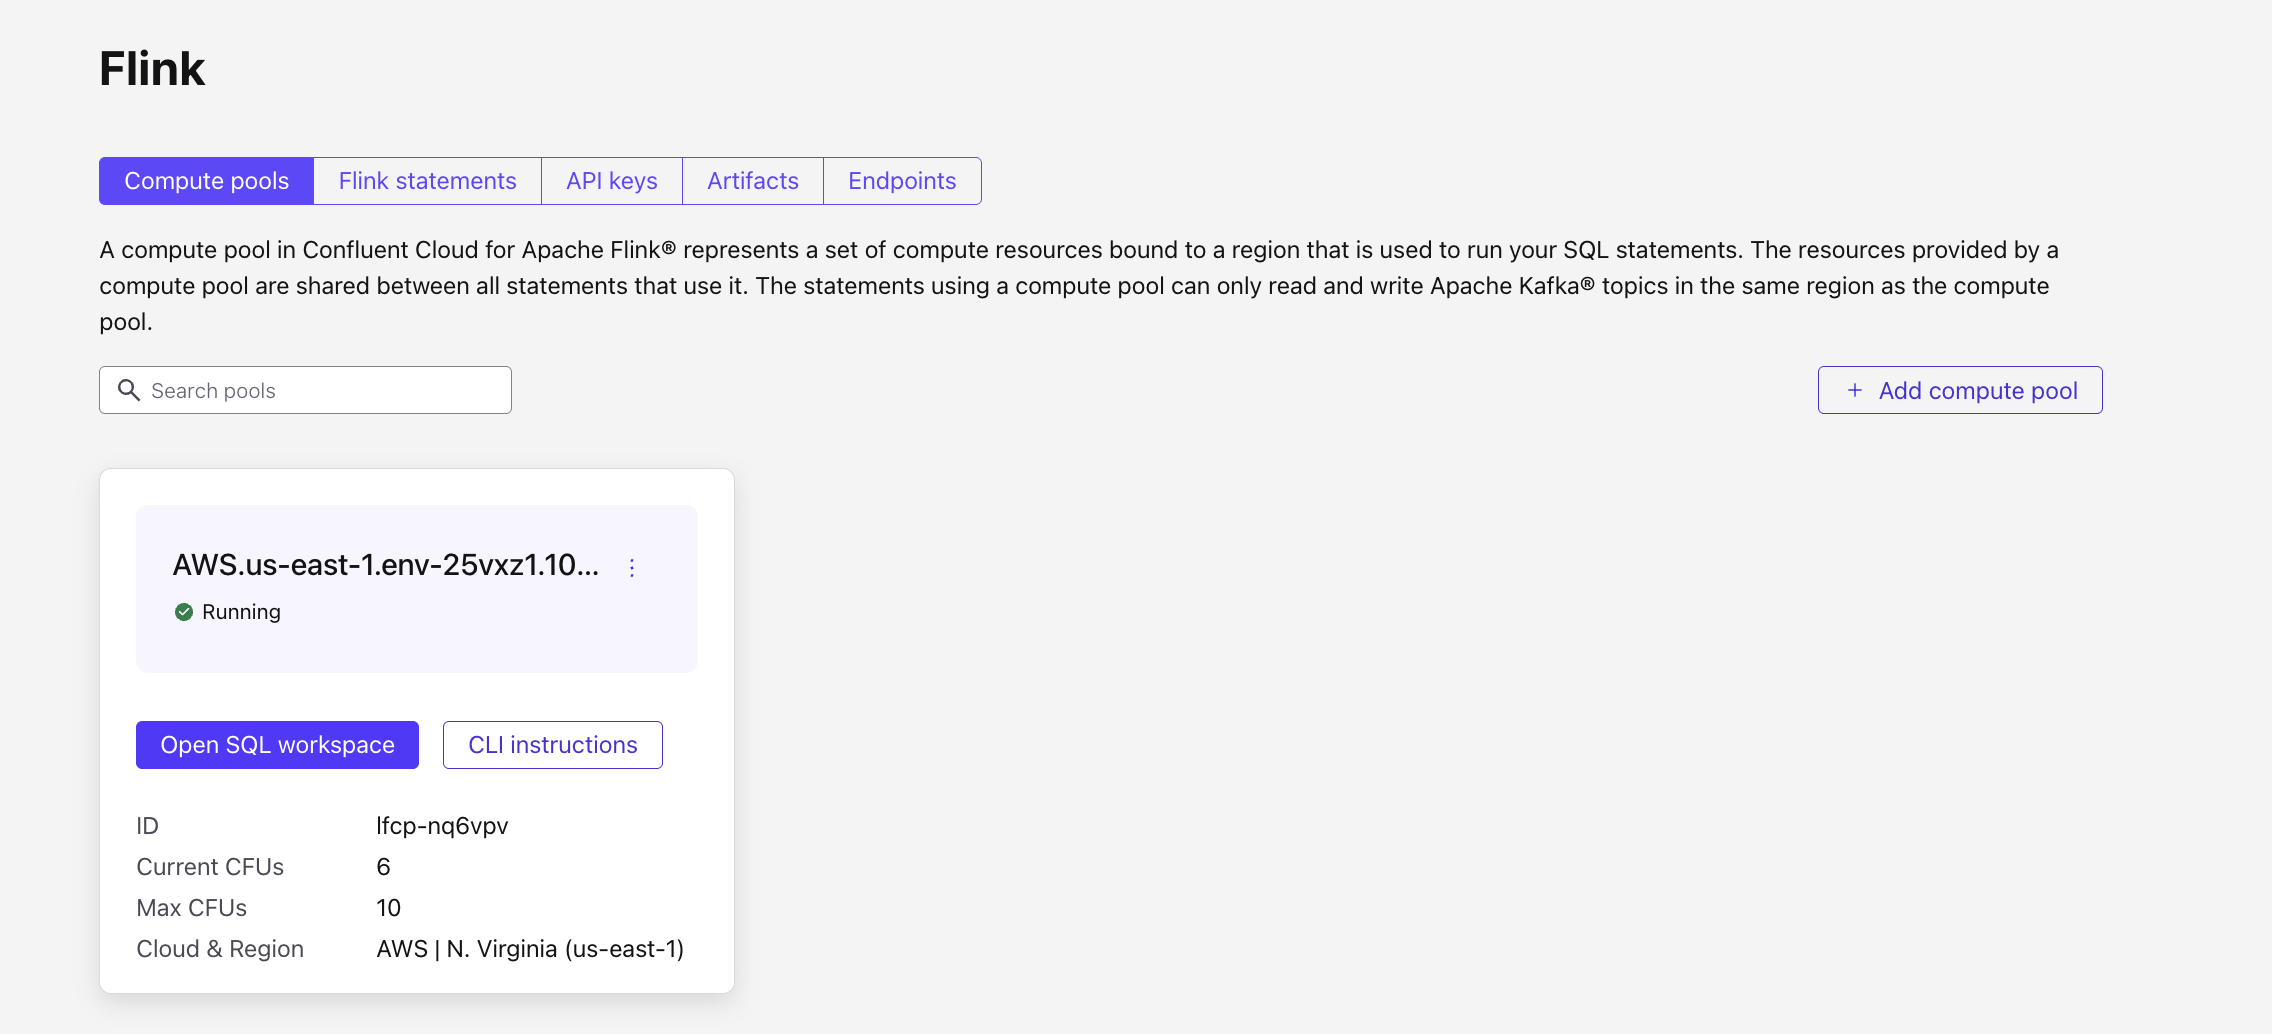 Flink
Compute pools
Flink statements
API keys
Artifacts
Endpoints
A compute pool in Confluent Cloud for Apache Flink® represents a set of compute resources bound to a region that is used to run your SQL statements. The resources provided by a
compute pool are shared between all statements that use it. The statements using a compute pool can only read and write Apache Kafka® topics in the same region as the compute
pool.
Search pools
+ Add compute pool
AWS.us-east-1.env-25vxz1.10...
Running
Open SQL workspace
CLI instructions
ID lfcp-nq6vpv
Current CFUs 6
Max CFUs 10
Cloud & Region AWS | N. Virginia (us-east-1)